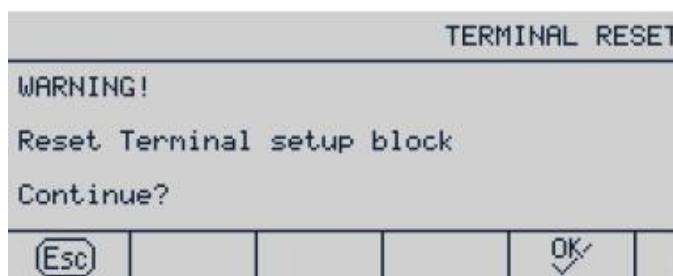 TERMINAL RESET
WARNING!
Reset Terminal setup block
Continue?
Esc OK